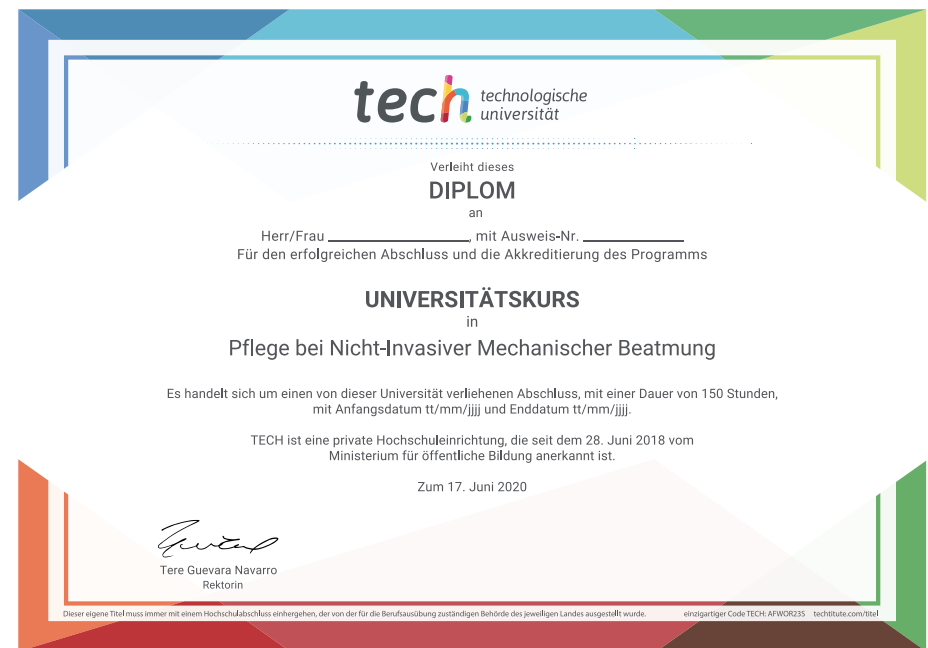 tech technologische
universität
Verleiht dieses
DIPLOM
an
Herr/Frau ____________________, mit Ausweis-Nr. ______________
Für den erfolgreichen Abschluss und die Akkreditierung des Programms
UNIVERSITÄTSKURS
in
Pflege bei Nicht-Invasiver Mechanischer Beatmung
Es handelt sich um einen von dieser Universität verliehenen Abschluss, mit einer Dauer von 150 Stunden,
mit Anfangsdatum tt/mm/jjjj und Enddatum tt/mm/jjjj.
TECH ist eine private Hochschuleinrichtung, die seit dem 28. Juni 2018 vom
Ministerium für öffentliche Bildung anerkannt ist.
Zum 17. Juni 2020
Tere Guevara Navarro
Rektorin
Dieser eigene Titel muss immer mit einem Hochschulabschluss einhergehen, der von der für die Berufsausübung zuständigen Behörde des jeweiligen Landes ausgestellt wurde. einzigartiger Code TECH: AFWOR23S techtitute.com/titel